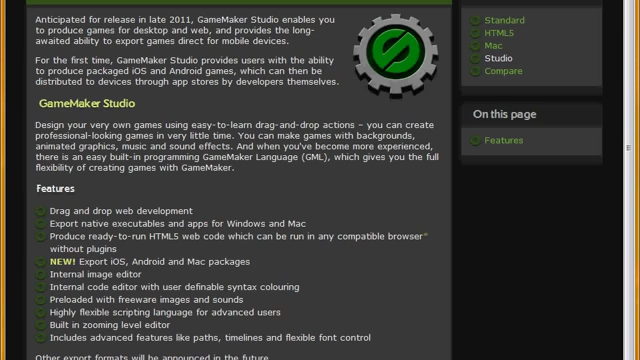 Anticipated for release in late 2011, GameMaker Studio enables you
to produce games for desktop and web, and provides the long-
awaited ability to export games direct for mobile devices.
For the first time, GameMaker Studio provides users with the ability
to produce packaged iOS and Android games, which can then be
distributed to devices through app stores by developers themselves.
GameMaker Studio
Design your very own games using easy-to-learn drag-and-drop actions – you can create
professional-looking games in very little time. You can make games with backgrounds,
animated graphics, music and sound effects. And when you've become more experienced,
there is an easy built-in programming GameMaker Language (GML), which gives you the full
flexibility of creating games with GameMaker.
Features
Drag and drop web development
Export native executables and apps for Windows and Mac
Produce ready-to-run HTML5 web code which can be run in any compatible browser*
without plugins
NEW! Export iOS, Android and Mac packages
Internal image editor
Internal code editor with user definable syntax colouring
Preloaded with freeware images and sounds
Highly flexible scripting language for advanced users
Built in zooming level editor
Includes advanced features like paths, timelines and flexible font control
Other export formats will be announced in the future
Standard
HTML5
Mac
Studio
Compare
On this page
Features